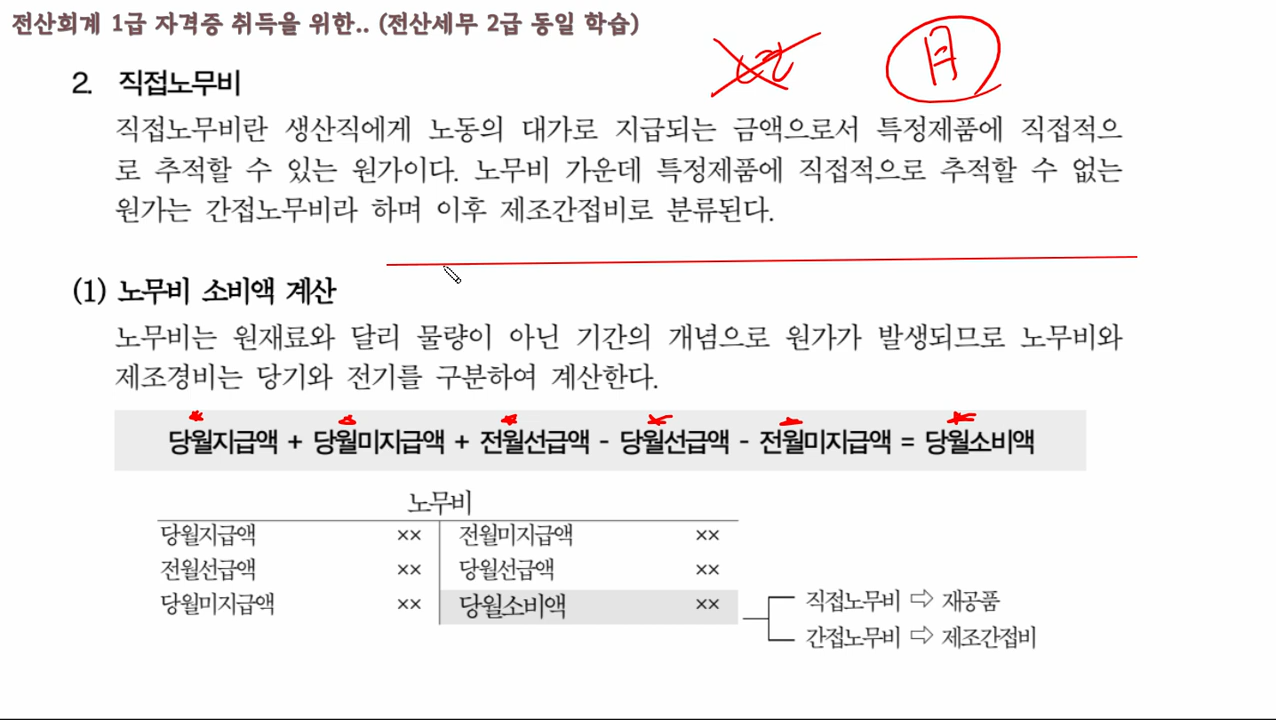 전산회계 1급 자격증 취득을 위한.. (전산세무 2급 동일 학습)
月
2. 직접노무비
직접노무비란 생산직에게 노동의 대가로 지급되는 금액으로서 특정제품에 직접적으
로 추적할 수 있는 원가이다. 노무비 가운데 특정제품에 직접적으로 추적할 수 없는
원가는 간접노무비라 하며 이후 제조간접비로 분류된다.
(1) 노무비 소비액 계산
노무비는 원재료와 달리 물량이 아닌 기간의 개념으로 원가가 발생되므로 노무비와
제조경비는 당기와 전기를 구분하여 계산한다.
당월지급액 + 당월미지급액 + 전월선급액 - 당월선급액 - 전월미지급액 = 당월소비액
노무비
당월지급액 ×× 전월미지급액 ××
전월선급액 ×× 당월선급액 ××
당월미지급액 ×× 당월소비액 ××
직접노무비 ⇨ 재공품
간접노무비 ⇨ 제조간접비